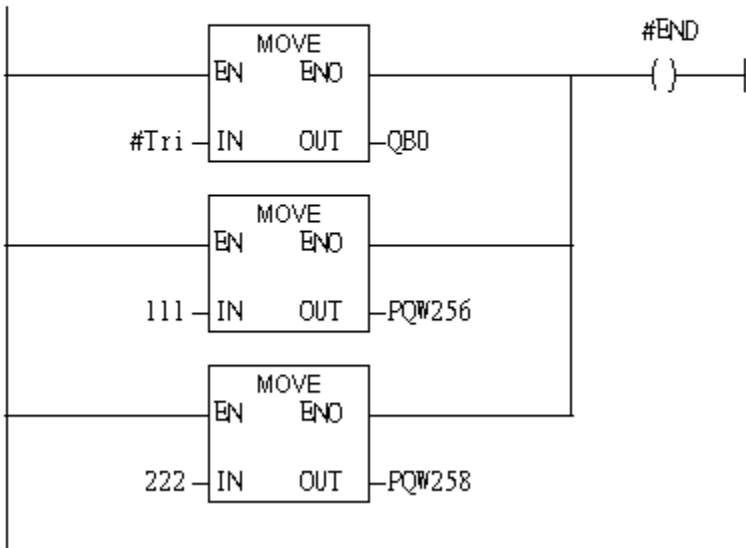 #END
MOVE
EN ENO
#Tri IN OUT QB0
MOVE
EN ENO
111 IN OUT PQW256
MOVE
EN ENO
222 IN OUT PQW258